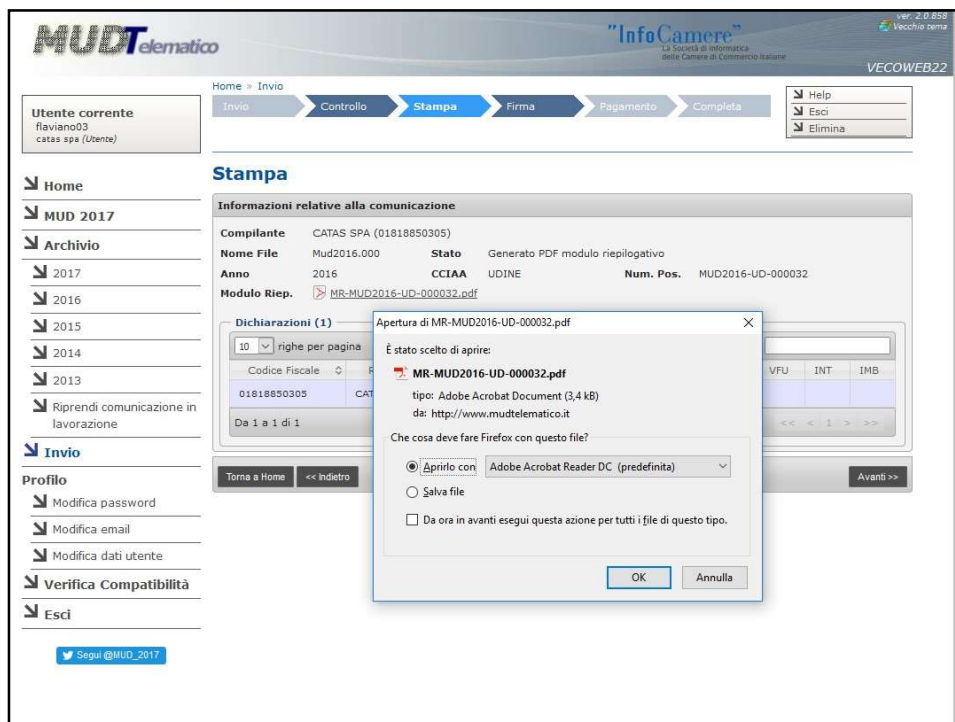 MUDTelematico
"InfoCamere"
La Società di informatica
delle Camere di Commercio Italiane
ver. 2.0.858
Vecchio tema
VECOWEB22
Utente corrente
flaviano03
catas spa (Utente)
Home » Invio
Invio Controllo Stampa Firma Pagamento Completa
Help
Esci
Elimina
Home
MUD 2017
Archivio
2017
2016
2015
2014
2013
Riprendi comunicazione in
lavorazione
Invio
Profilo
Modifica password
Modifica email
Modifica dati utente
Verifica Compatibilità
Esci
Segui @MUD_2017
Stampa
Informazioni relative alla comunicazione
Compilante CATAS SPA (01818850305)
Nome File Mud2016.000 Stato Generato PDF modulo riepilogativo
Anno 2016 CCIAA UDINE Num. Pos. MUD2016-UD-000032
Modulo Riep. MR-MUD2016-UD-000032.pdf
Dichiarazioni (1)
10 righe per pagina
Codice Fiscale R VFU INT IMB
01818850305 CAT
Da 1 a 1 di 1 << < 1 > >>
Torna a Home << Indietro Avanti >>
Apertura di MR-MUD2016-UD-000032.pdf
È stato scelto di aprire:
MR-MUD2016-UD-000032.pdf
tipo: Adobe Acrobat Document (3,4 kB)
da: http://www.mudtelematico.it
Che cosa deve fare Firefox con questo file?
Aprirlo con Adobe Acrobat Reader DC (predefinita)
Salva file
Da ora in avanti esegui questa azione per tutti i file di questo tipo.
OK Annulla